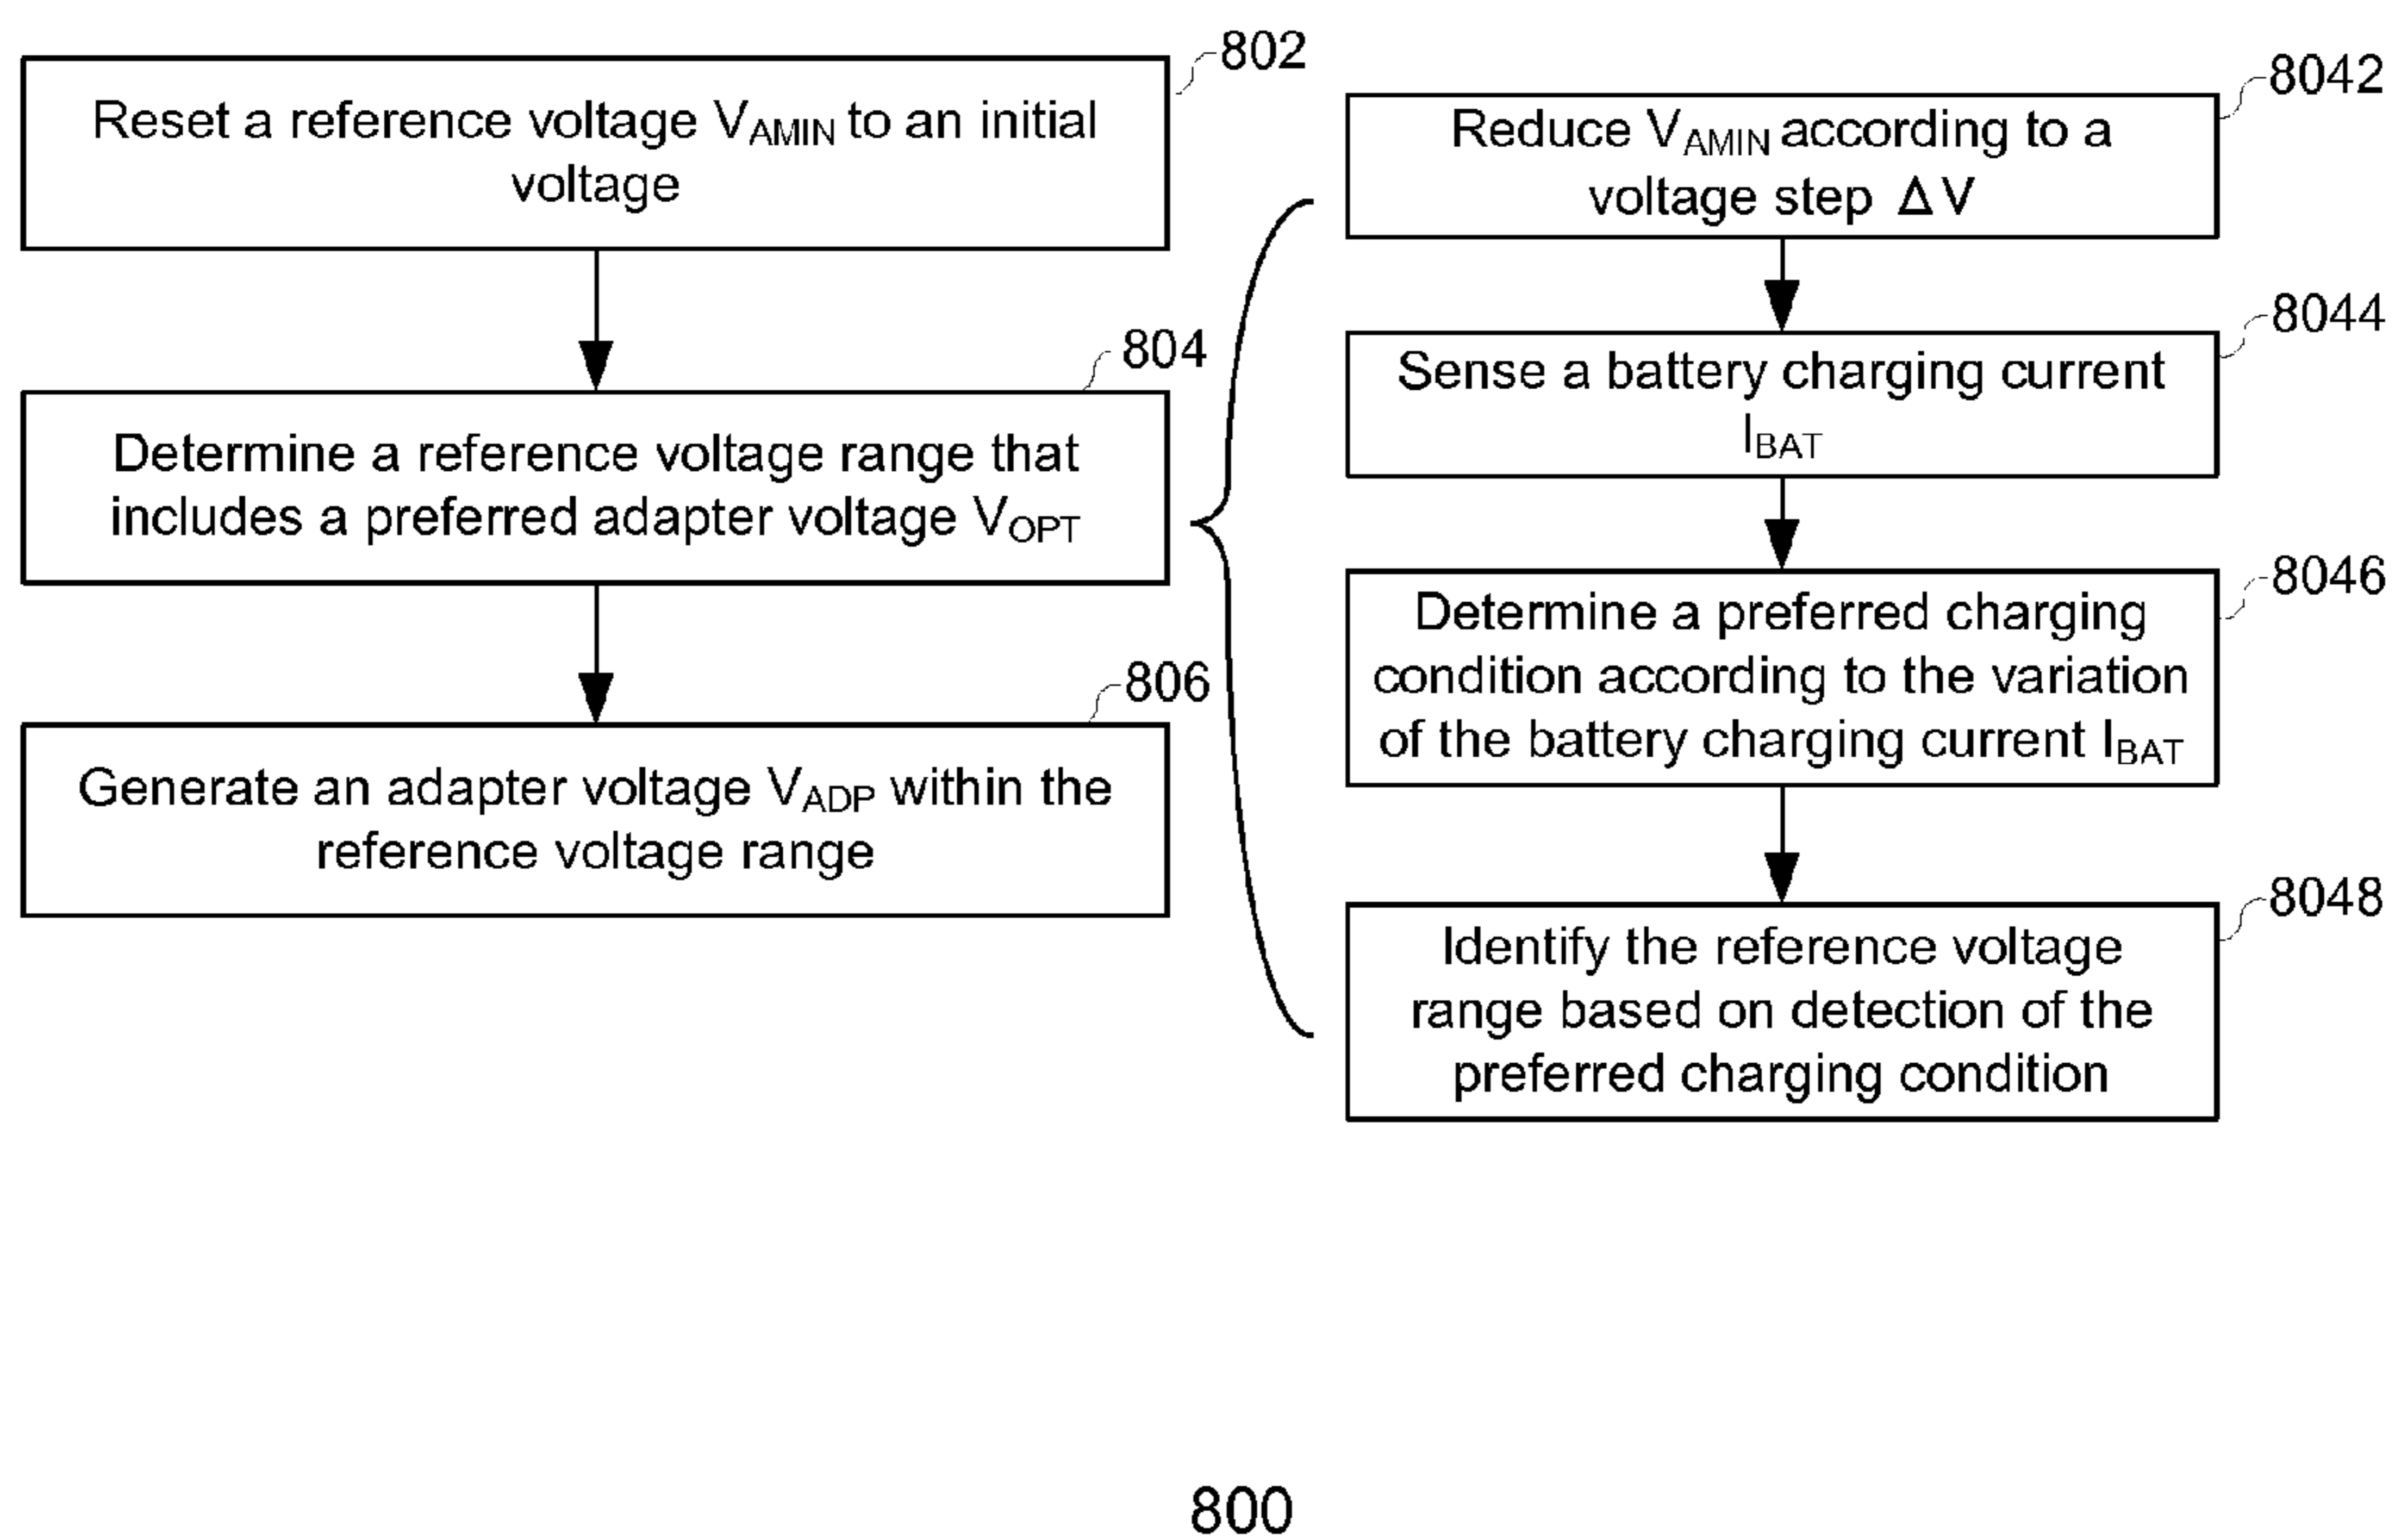 802
Reset a reference voltage VAMIN to an initial
voltage
804
Determine a reference voltage range that
includes a preferred adapter voltage VOPT
806
Generate an adapter voltage VADP within the
reference voltage range
8042
Reduce VAMIN according to a
voltage step Δ V
8044
Sense a battery charging current
IBAT
8046
Determine a preferred charging
condition according to the variation
of the battery charging current IBAT
8048
Identify the reference voltage
range based on detection of the
preferred charging condition
800